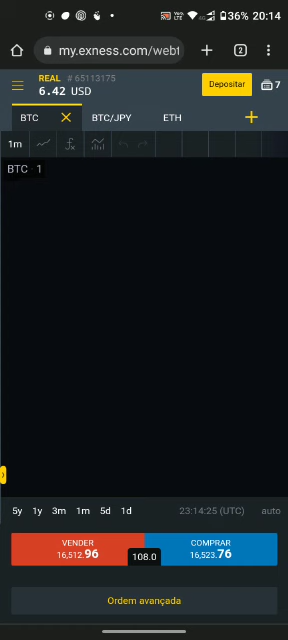 36% 20:14
my.exness.com/webt
2
REAL # 65113175
6.42 USD
Depositar
7
BTC
BTC/JPY
ETH
1m
BTC 1
5y 1y 3m 1m 5d 1d 23:14:25 (UTC) auto
VENDER
16,512.96
108.0
COMPRAR
16,523.76
Ordem avançada